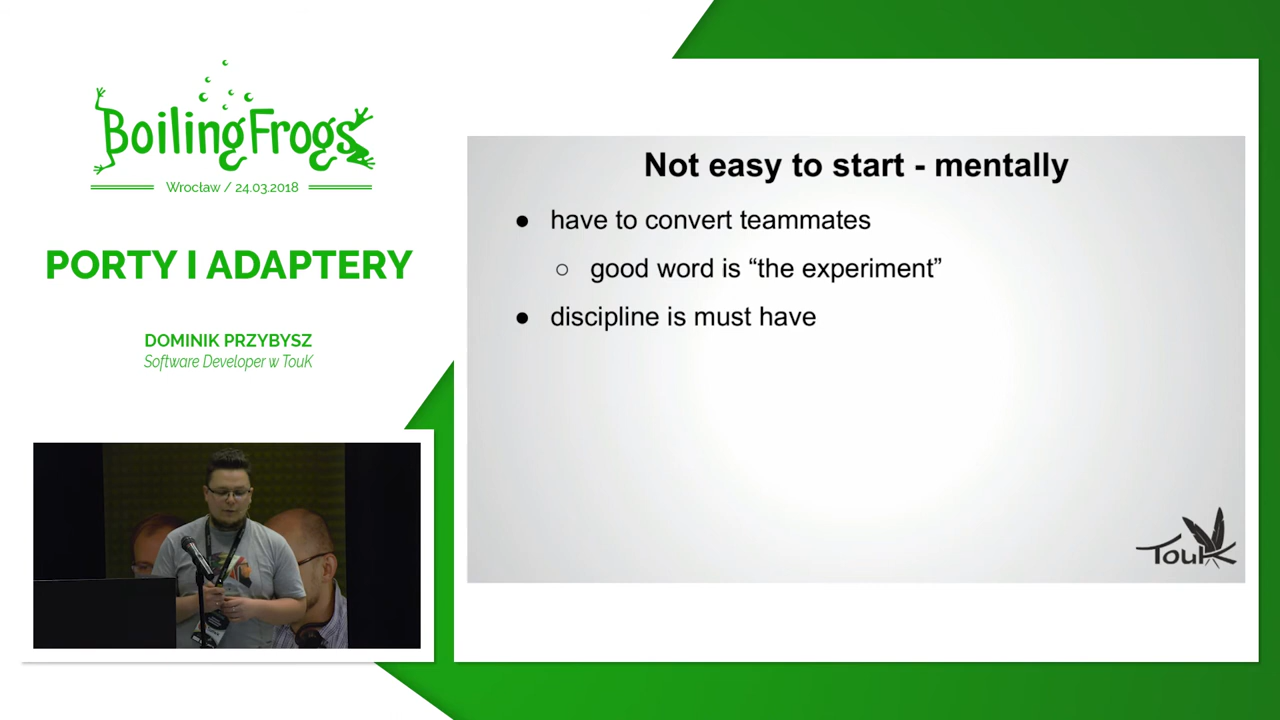 BoilingFrogs
Wrocław / 24.03.2018
PORTY I ADAPTERY
DOMINIK PRZYBYSZ
Software Developer w TouK
Not easy to start - mentally
● have to convert teammates
○ good word is “the experiment”
● discipline is must have
TouK